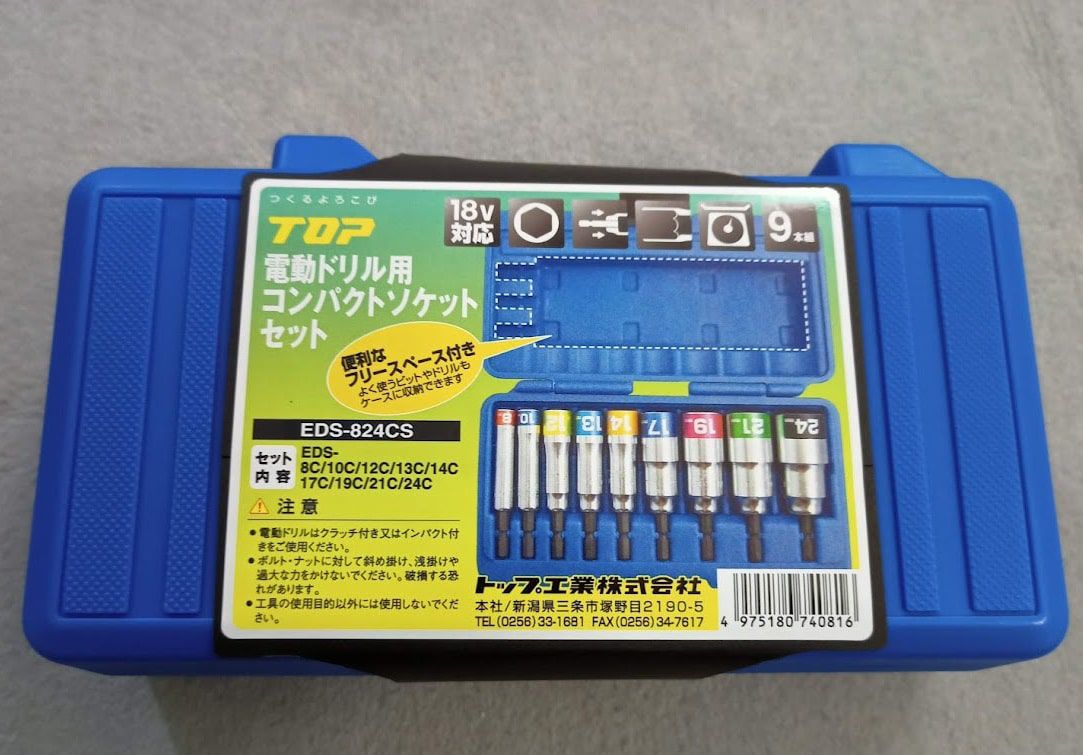 つくるよろこび
TOP
電動ドリル用
コンパクトソケット
セット
18V
対応
9本組
便利な
フリースペース付き
よく使うビットやドリルも
ケースに収納できます
EDS-824CS
セット
内容
EDS-
8C/10C/12C/13C/14C
17C/19C/21C/24C
8
10
12
13
14
17
19
21
24
注意
●電動ドリルはクラッチ付き又はインパクト付
きをご使用ください。
●ボルト・ナットに対して斜め掛け、浅掛けや
過大な力をかけないでください。破損する恐
れがあります。
●工具の使用目的以外には使用しないでくだ
さい。
トップ工業株式会社
本社/新潟県三条市塚野目2190-5
TEL(0256)33-1681 FAX(0256)34-7617
4 975180 740816